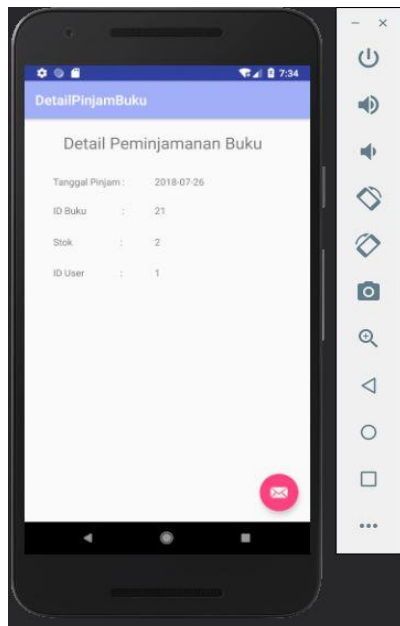 7:34
DetailPinjamBuku
Detail Peminjamanan Buku
Tanggal Pinjam : 2018-07-26
ID Buku : 21
Stok : 2
ID User : 1